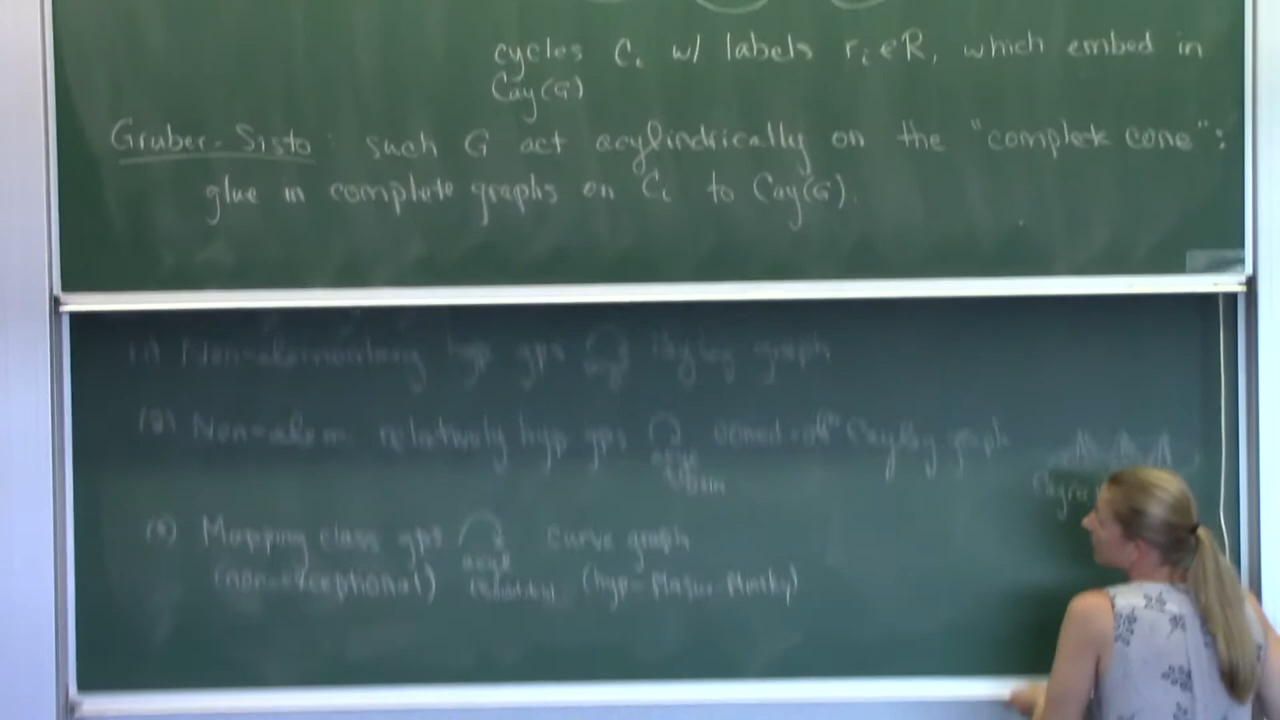 cycles Cᵢ w/ labels rᵢ ∈ R, which embed in
Cay(G)
Gruber-Sisto: such G act acylindrically on the "complete cone":
glue in complete graphs on Cᵢ to Cay(G).
(1) Non-elementary hyp gps Cayley graph
(2) Non-elem. relatively hyp gps coned-off Cayley graph
(3) Mapping class gps curve graph
(non-exceptional) (hyp - Masur-Minsky)